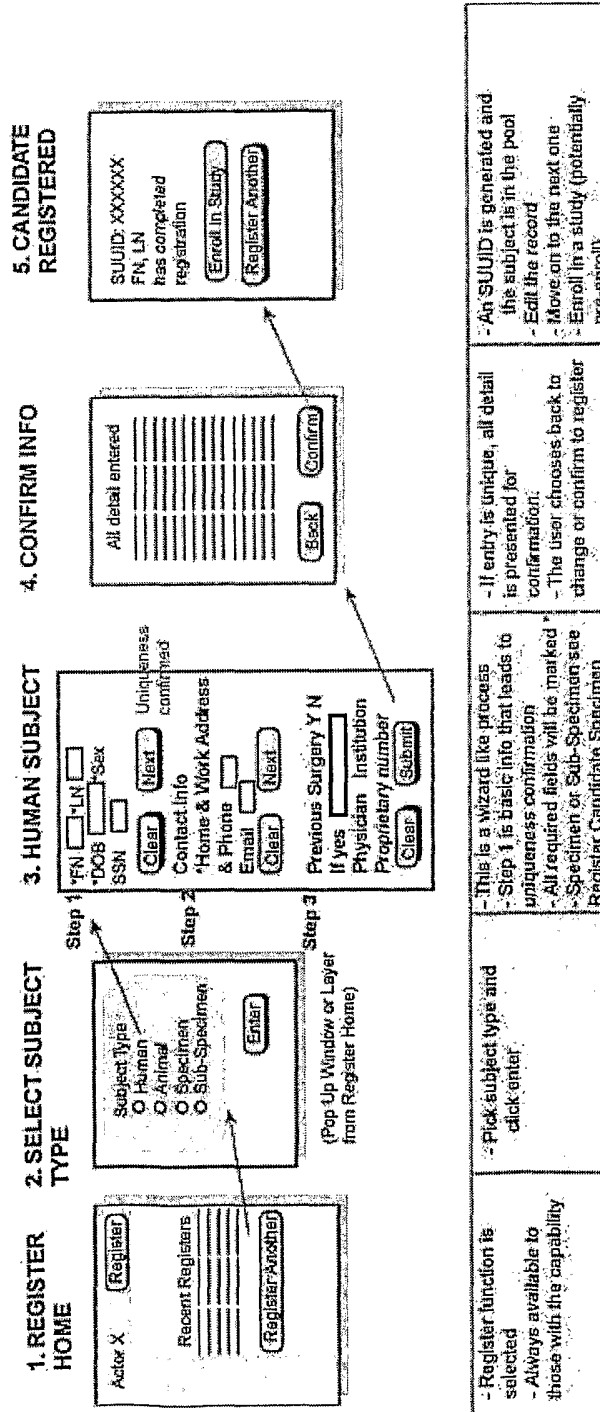 1. REGISTER
HOME
Actor X
Register
Recent Registers
Register Another
- Register function is
selected
- Always available to
those with the capability
2. SELECT SUBJECT
TYPE
Subject Type
O Human
O Animal
O Specimen
O Sub-Specimen
Enter
(Pop Up Window or Layer
from Register Home)
- Pick subject type and
click enter
3. HUMAN SUBJECT
Step 1
*FN *LN
*DOB *Sex
SSN
Clear Next
Uniqueness
confirmed
Step 2
Contact Info
*Home & Work Address
& Phone
Email
Clear Next
Step 3
Previous Surgery Y N
If yes
Physician Institution
Proprietary number
Clear Submit
- This is a wizard like process
- Step 1 is basic info that leads to
uniqueness confirmation
- All required fields will be marked *
- Specimen or Sub-Specimen see
Register Candidate Specimen
4. CONFIRM INFO
All detail entered
Back Confirm
- If entry is unique, all detail
is presented for
confirmation.
- The user chooses back to
change or confirm to register
5. CANDIDATE
REGISTERED
SUUID: XXXXXX
FN, LN
has completed
registration
Enroll In Study
Register Another
- An SUUID is generated and
the subject is in the pool
- Edit the record
- Move on to the next one
- Enroll in a study (potentially
pre-enroll)